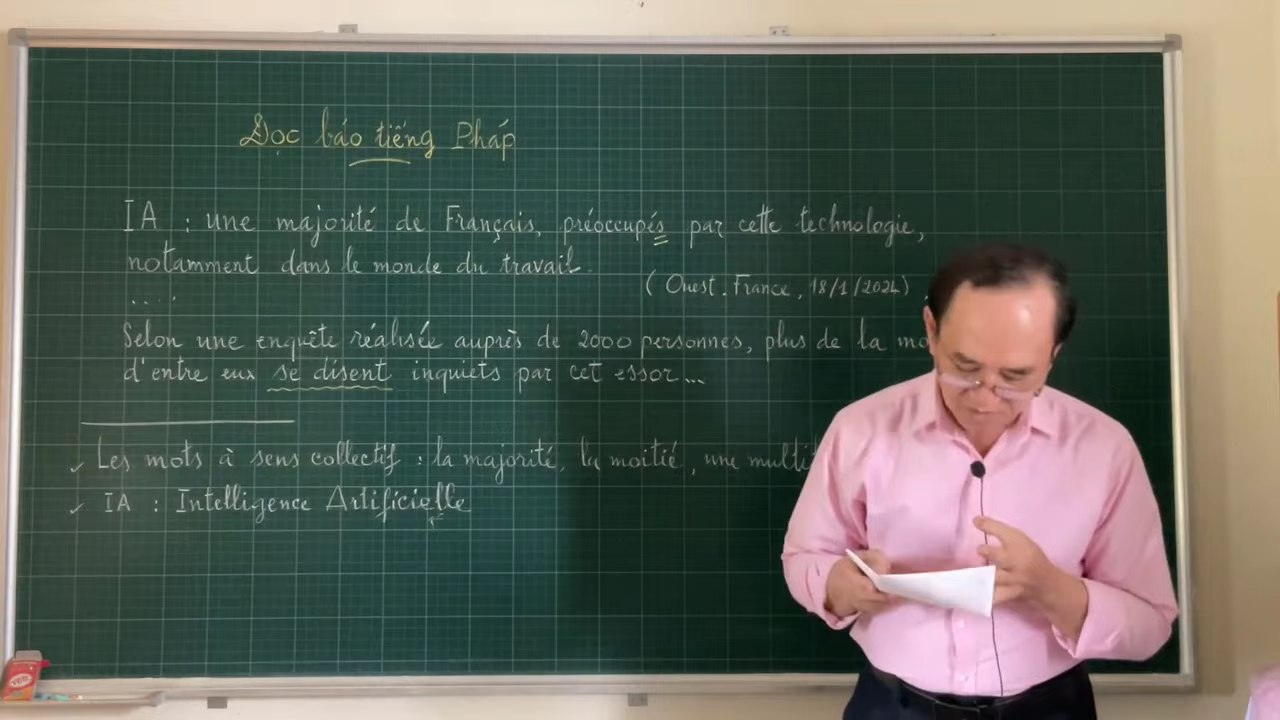 Đọc báo tiếng Pháp
IA : une majorité de Français, préoccupés par cette technologie,
notamment dans le monde du travail.
(Ouest. France, 18/1/2024).
....
Selon une enquête réalisée auprès de 2000 personnes, plus de la
d'entre eux se disent inquiets par cet essor...
✓ Les mots à sens collectif : la majorité, la moitié, une
✓ IA : Intelligence Artificielle